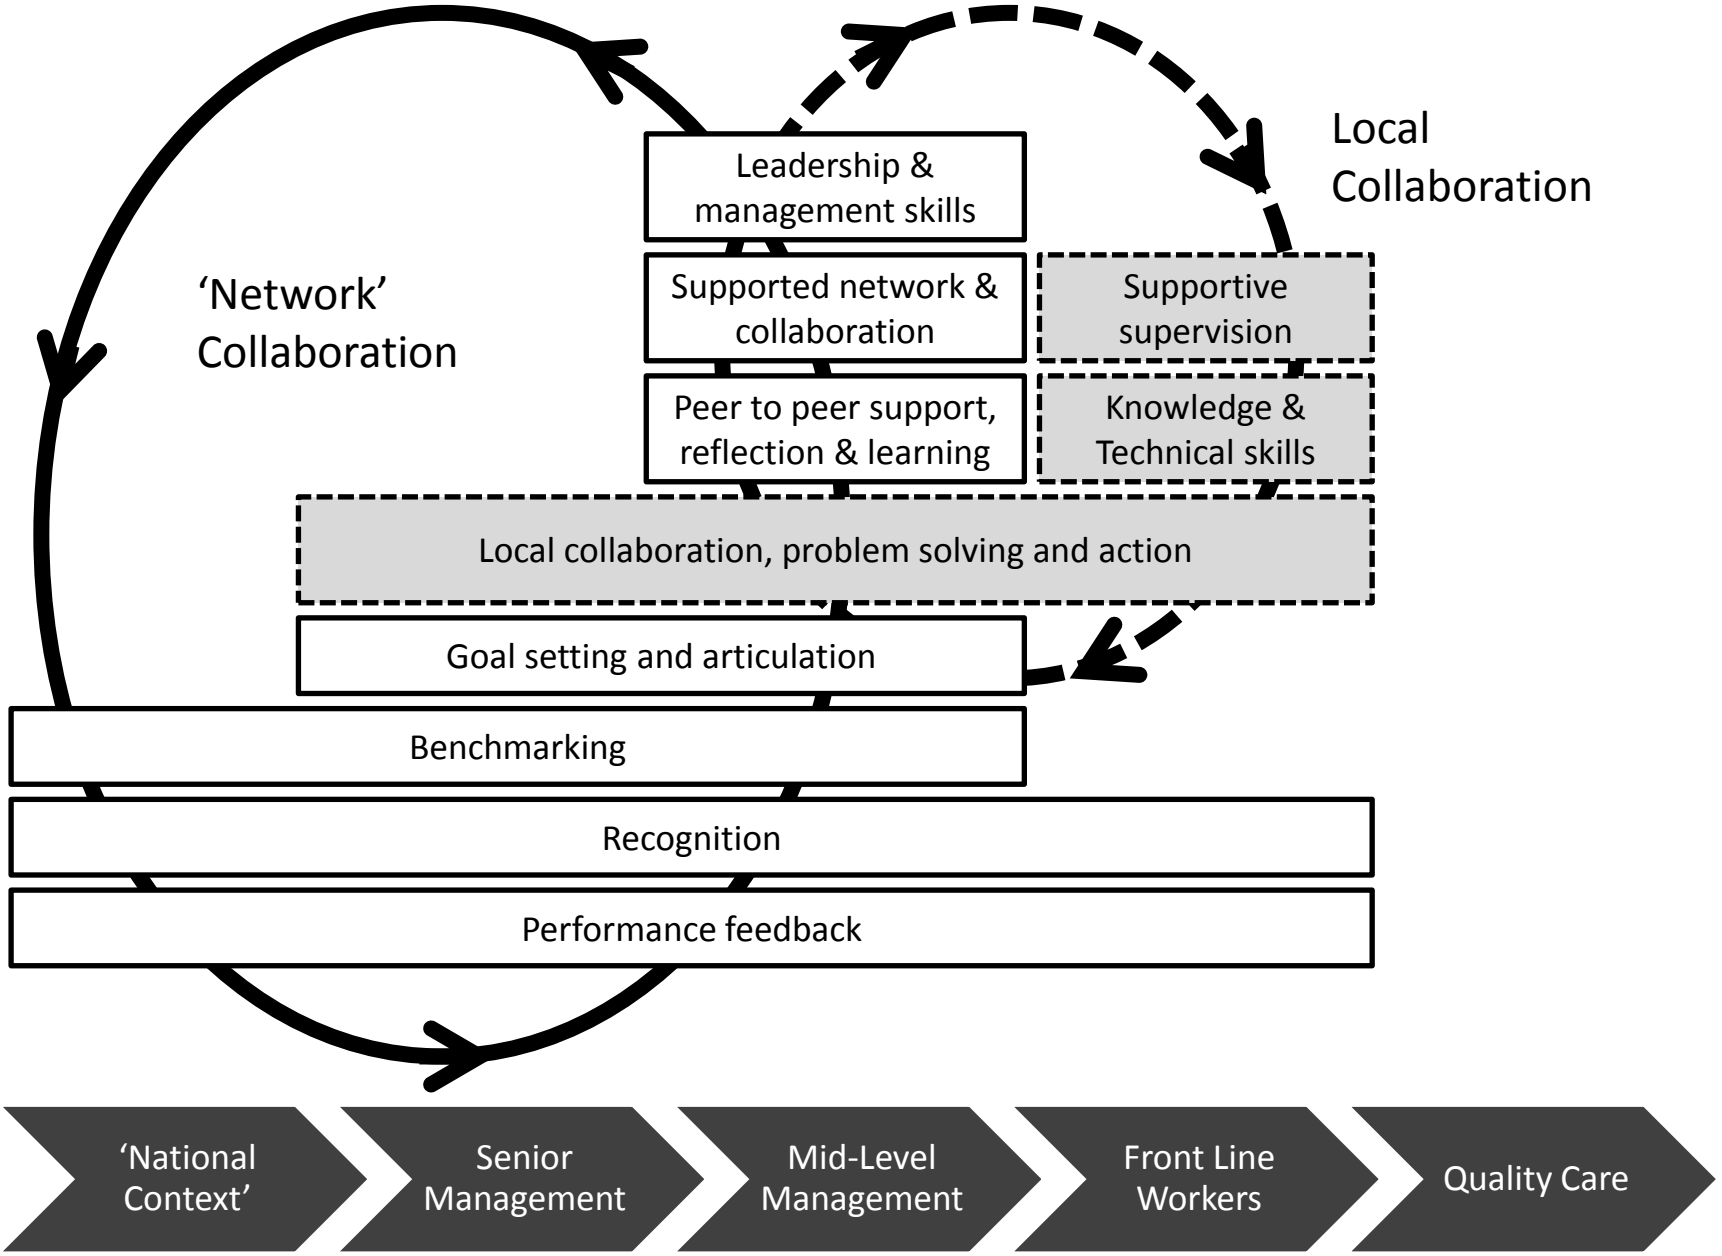 Local
Collaboration
Leadership &
management skills
‘Network’
Collaboration
Supported network &
collaboration
Supportive
supervision
Peer to peer support,
reflection & learning
Knowledge &
Technical skills
Local collaboration, problem solving and action
Goal setting and articulation
Benchmarking
Recognition
Performance feedback
‘National
Context’
Senior
Management
Mid-Level
Management
Front Line
Workers
Quality Care